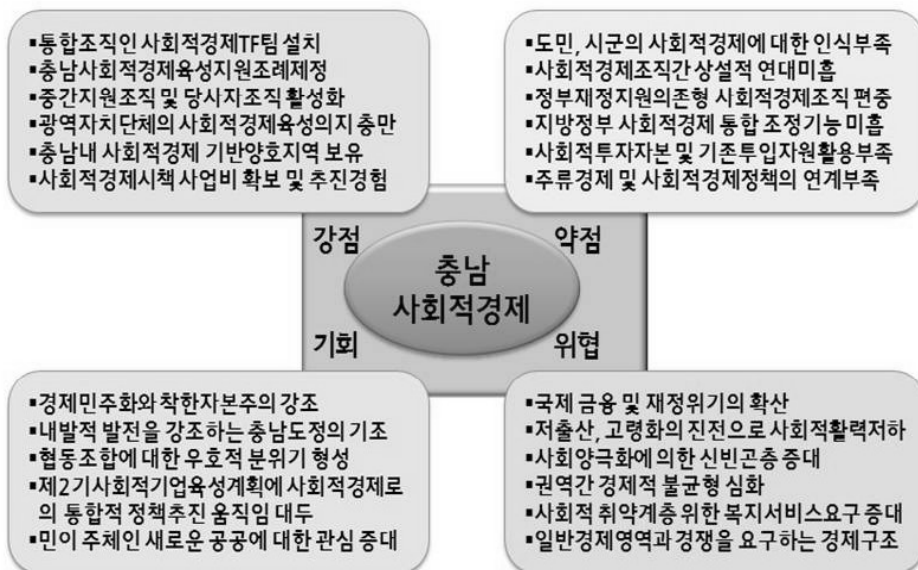 ▪통합조직인 사회적경제TF팀 설치
▪충남사회적경제육성지원조례제정
▪중간지원조직 및 당사자조직 활성화
▪광역자치단체의 사회적경제육성의지 충만
▪충남내 사회적경제 기반양호지역 보유
▪사회적경제시책 사업비 확보 및 추진경험
▪도민, 시군의 사회적경제에 대한 인식부족
▪사회적경제조직간 상설적 연대미흡
▪정부재정지원의존형 사회적경제조직 편중
▪지방정부 사회적경제 통합 조정기능 미흡
▪사회적투자자본 및 기존투입자원활용부족
▪주류경제 및 사회적경제정책의 연계부족
강점
약점
충남
사회적경제
기회
위협
▪경제민주화와 착한자본주의 강조
▪내발적 발전을 강조하는 충남도정의 기조
▪협동조합에 대한 우호적 분위기 형성
▪제2기사회적기업육성계획에 사회적경제로
의 통합적 정책추진 움직임 대두
▪민이 주체인 새로운 공공에 대한 관심 증대
▪국제 금융 및 재정위기의 확산
▪저출산, 고령화의 진전으로 사회적활력저하
▪사회양극화에 의한 신빈곤층 증대
▪권역간 경제적 불균형 심화
▪사회적 취약계층 위한 복지서비스요구 증대
▪일반경제영역과 경쟁을 요구하는 경제구조